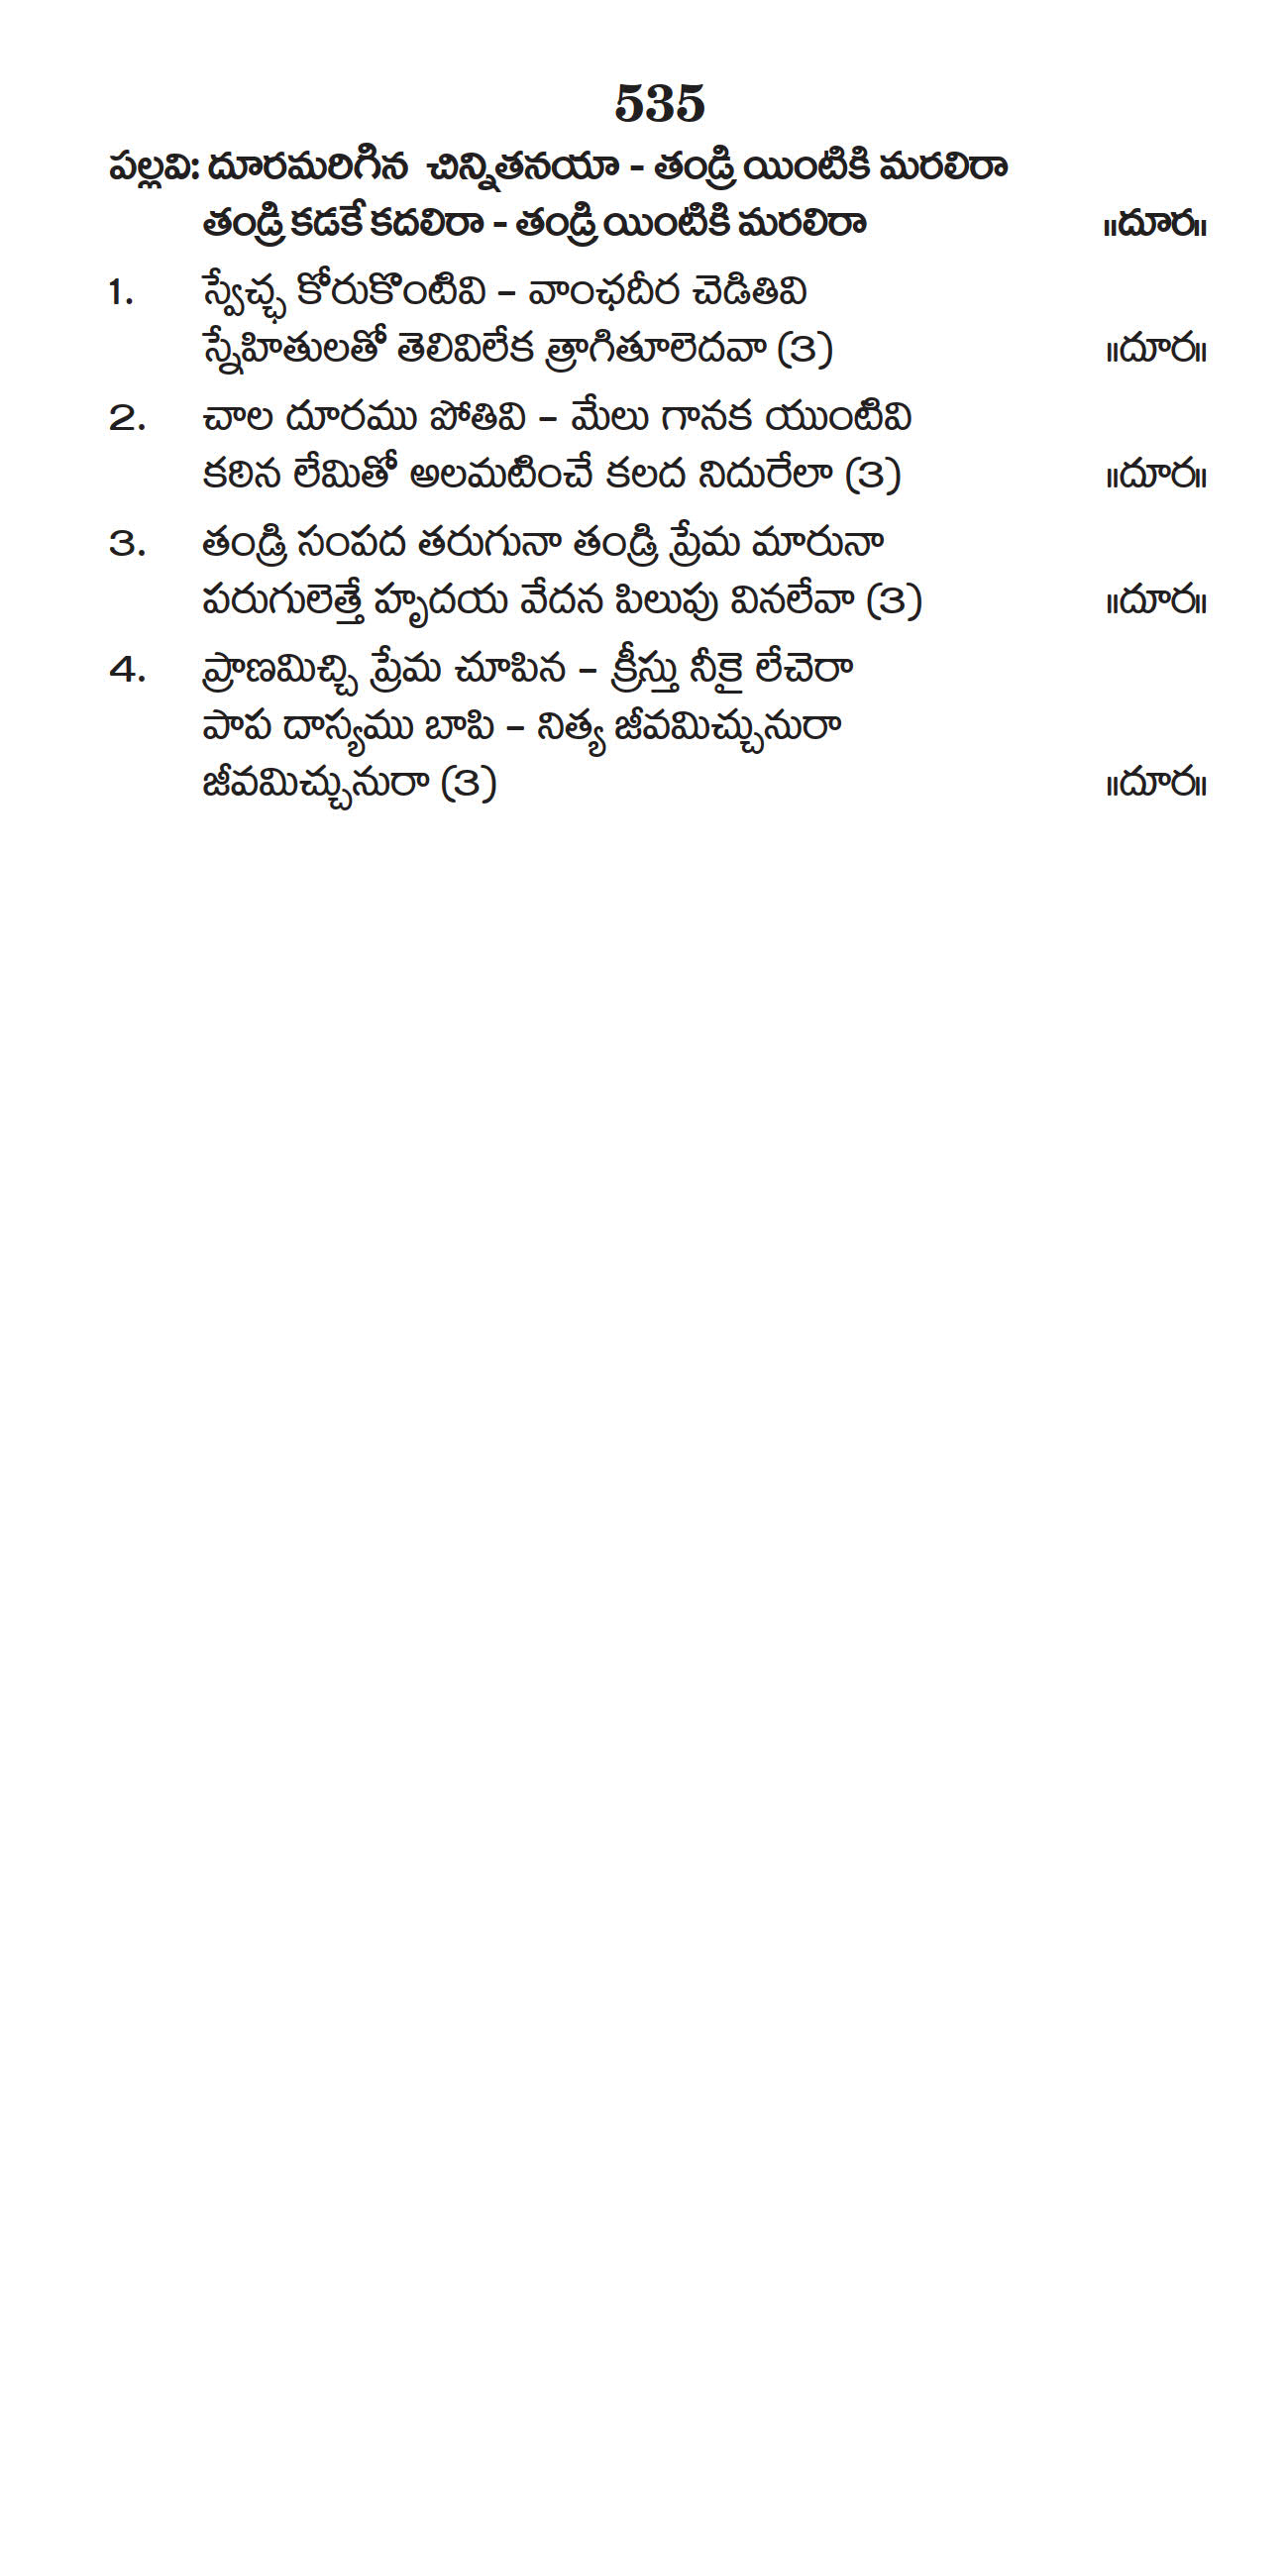 535
పల్లవి: దూరమరిగిన చిన్నితనయా - తండ్రి యింటికి మరలిరా
తండ్రి కడకే కదలిరా - తండ్రి యింటికి మరలిరా ॥దూర॥
1. స్వేచ్ఛ కోరుకొంటివి – వాంఛదీర చెడితివి
స్నేహితులతో తెలివిలేక త్రాగితూలెదవా (3) ॥దూర॥
2. చాల దూరము పోతివి – మేలు గానక యుంటివి
కఠిన లేమితో అలమటించే కలద నిదురేలా (3) ॥దూర॥
3. తండ్రి సంపద తరుగునా తండ్రి ప్రేమ మారునా
పరుగులెత్తే హృదయ వేదన పిలుపు వినలేవా (3) ॥దూర॥
4. ప్రాణమిచ్చి ప్రేమ చూపిన – క్రీస్తు నీకై లేచెరా
పాప దాస్యము బాపి – నిత్య జీవమిచ్చునురా
జీవమిచ్చునురా (3) ॥దూర॥